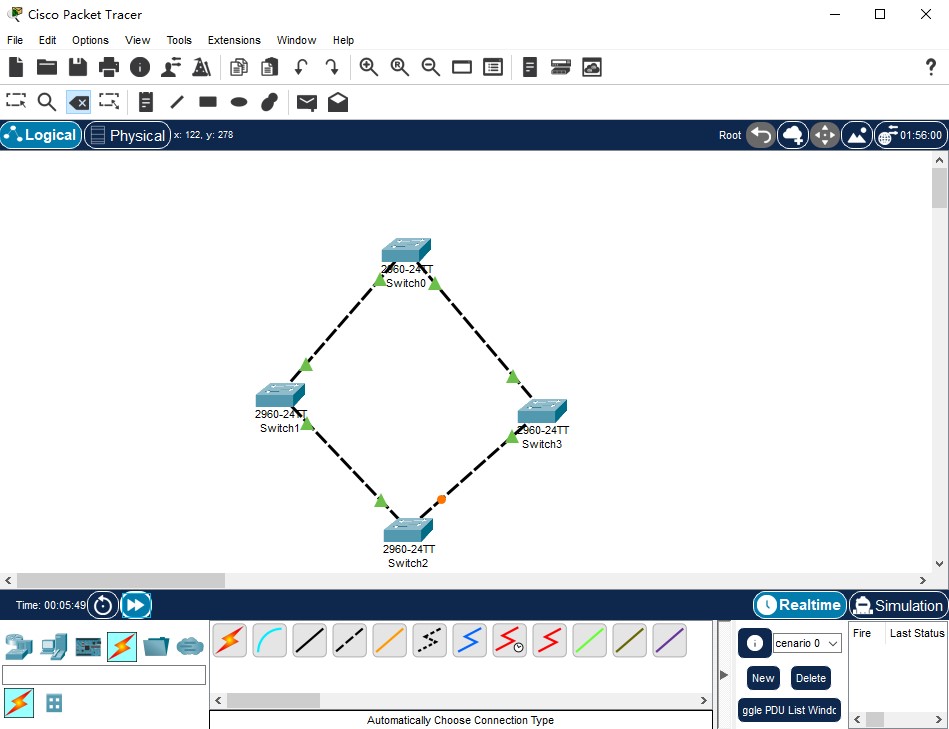 Cisco Packet Tracer
File Edit Options View Tools Extensions Window Help
Logical Physical x: 122, y: 278 Root 01:56:00
2960-24TT
Switch0
2960-24TT
Switch1
2960-24TT
Switch3
2960-24TT
Switch2
Time: 00:05:49 Realtime Simulation
cenario 0 Fire Last Status
New Delete
ggle PDU List Windo
Automatically Choose Connection Type